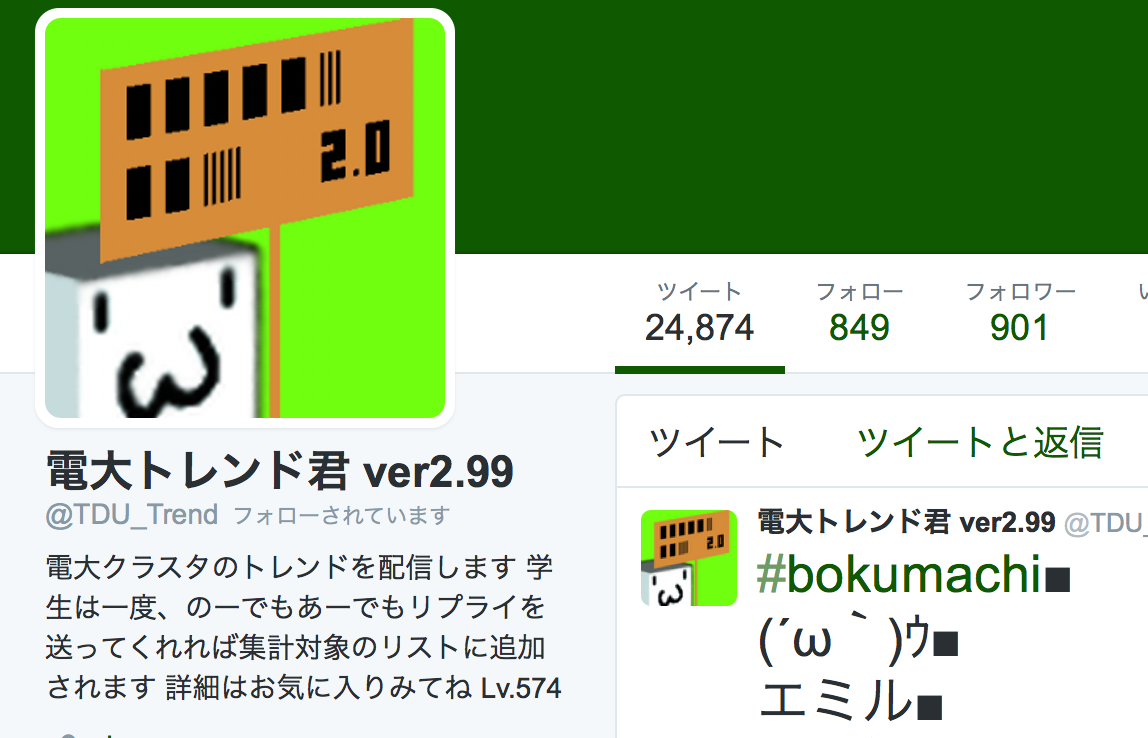 2.0
ツイート
24,874
フォロー
849
フォロワー
901
電大トレンド君 ver2.99
@TDU_Trend フォローされています
電大クラスタのトレンドを配信します 学
生は一度、のーでもあーでもリプライを
送ってくれれば集計対象のリストに追加
されます 詳細はお気に入りみてね Lv.574
ツイート ツイートと返信
2.0
電大トレンド君 ver2.99 @TDU_
#bokumachi■
(´ω｀)ｳ■
エミル■